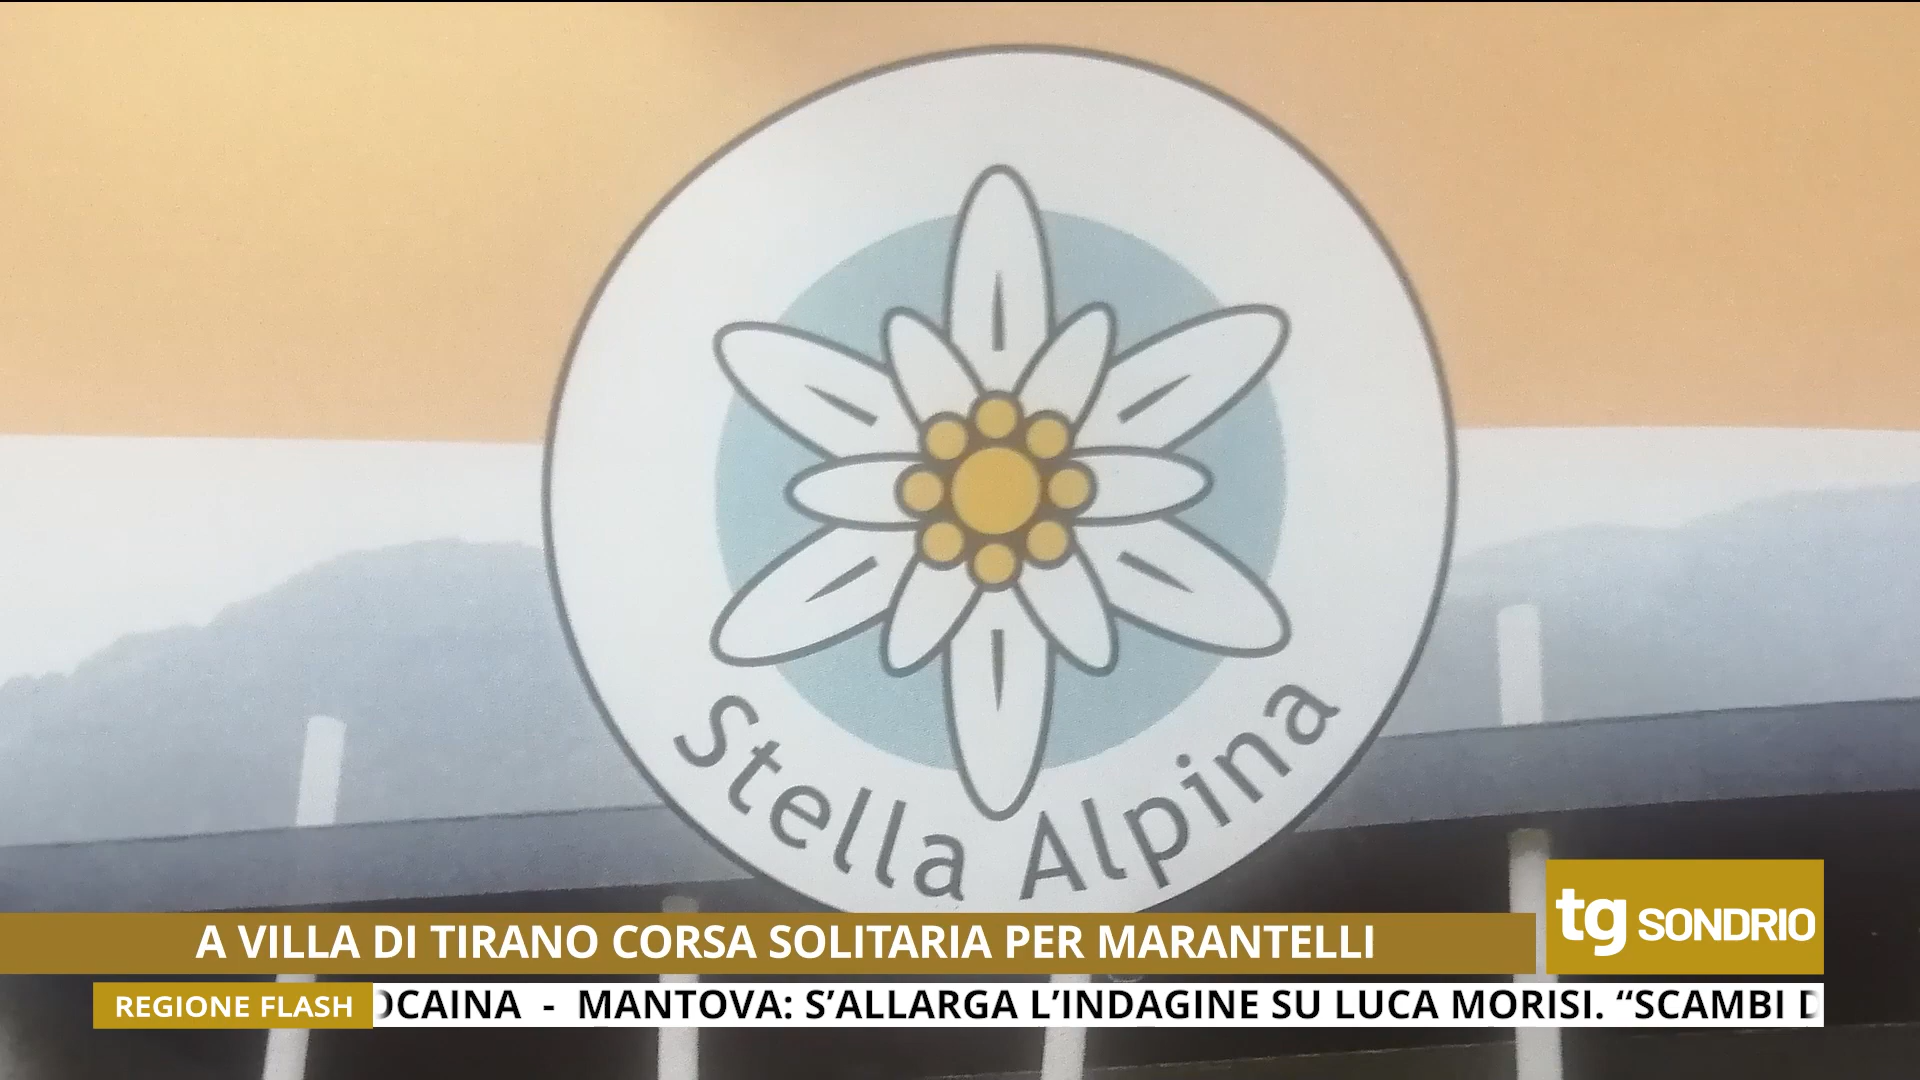 Stella Alpina
A VILLA DI TIRANO CORSA SOLITARIA PER MARANTELLI
tg SONDRIO
REGIONE FLASH
OCAINA - MANTOVA: S’ALLARGA L’INDAGINE SU LUCA MORISI. “SCAMBI D